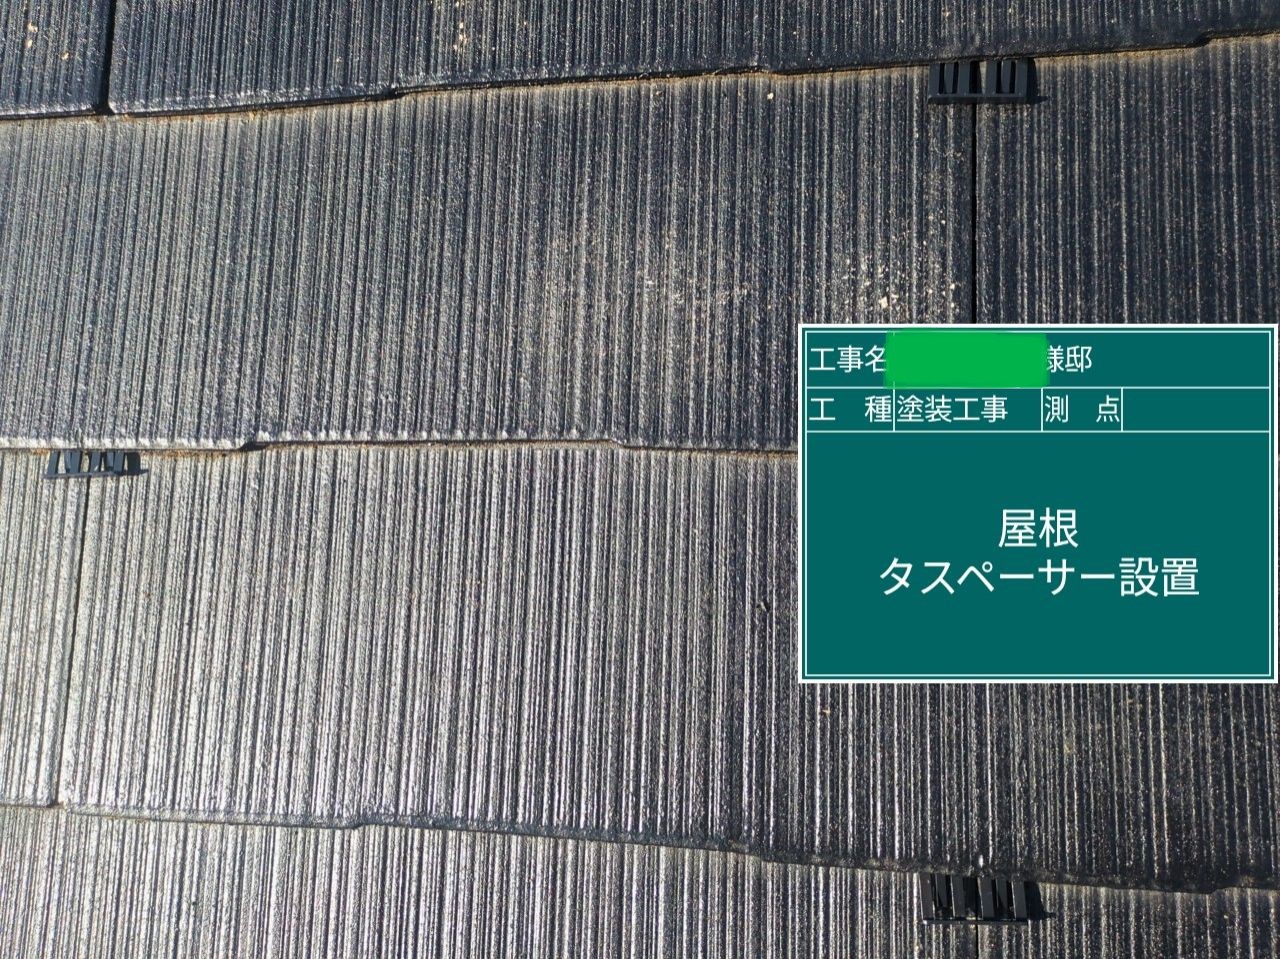 工事名 様邸
工 種 塗装工事 測 点
屋根
タスペーサー設置